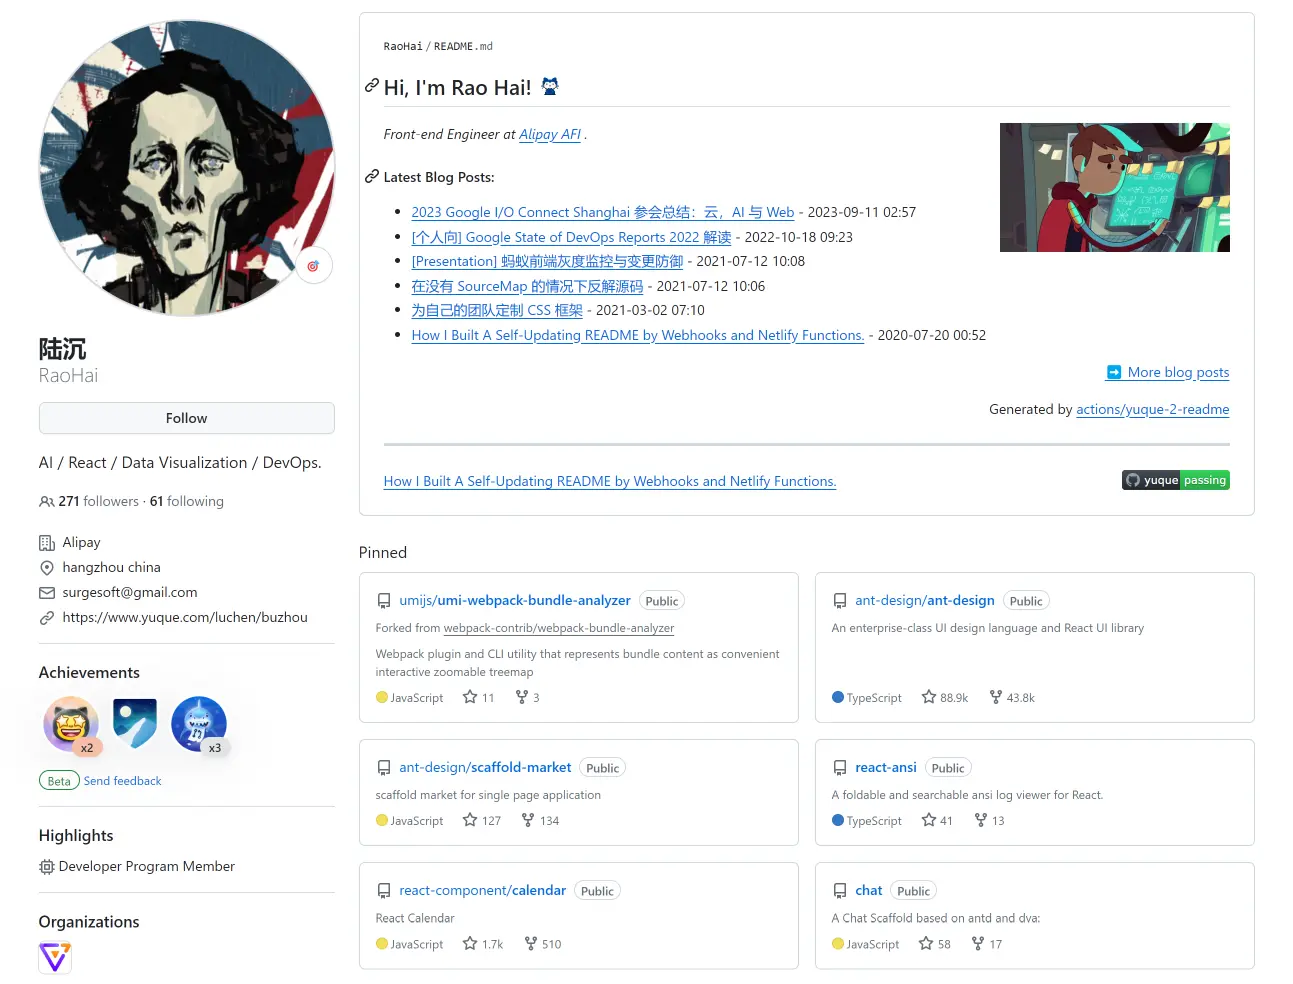 陆沉
RaoHai
Follow
AI / React / Data Visualization / DevOps.
271 followers · 61 following
Alipay
hangzhou china
surgesoft@gmail.com
https://www.yuque.com/luchen/buzhou
Achievements
x2
x3
Beta Send feedback
Highlights
Developer Program Member
Organizations
RaoHai/README.md
Hi, I'm Rao Hai!
Front-end Engineer at Alipay AFI .
Latest Blog Posts:
2023 Google I/O Connect Shanghai 参会总结：云，AI 与 Web - 2023-09-11 02:57
[个人向] Google State of DevOps Reports 2022 解读 - 2022-10-18 09:23
[Presentation] 蚂蚁前端灰度监控与变更防御 - 2021-07-12 10:08
在没有 SourceMap 的情况下反解源码 - 2021-07-12 10:06
为自己的团队定制 CSS 框架 - 2021-03-02 07:10
How I Built A Self-Updating README by Webhooks and Netlify Functions. - 2020-07-20 00:52
More blog posts
Generated by actions/yuque-2-readme
How I Built A Self-Updating README by Webhooks and Netlify Functions.
yuque passing
Pinned
umijs/umi-webpack-bundle-analyzer Public
Forked from webpack-contrib/webpack-bundle-analyzer
Webpack plugin and CLI utility that represents bundle content as convenient
interactive zoomable treemap
JavaScript 11 3
ant-design/ant-design Public
An enterprise-class UI design language and React UI library
TypeScript 88.9k 43.8k
ant-design/scaffold-market Public
scaffold market for single page application
JavaScript 127 134
react-ansi Public
A foldable and searchable ansi log viewer for React.
TypeScript 41 13
react-component/calendar Public
React Calendar
JavaScript 1.7k 510
chat Public
A Chat Scaffold based on antd and dva:
JavaScript 58 17